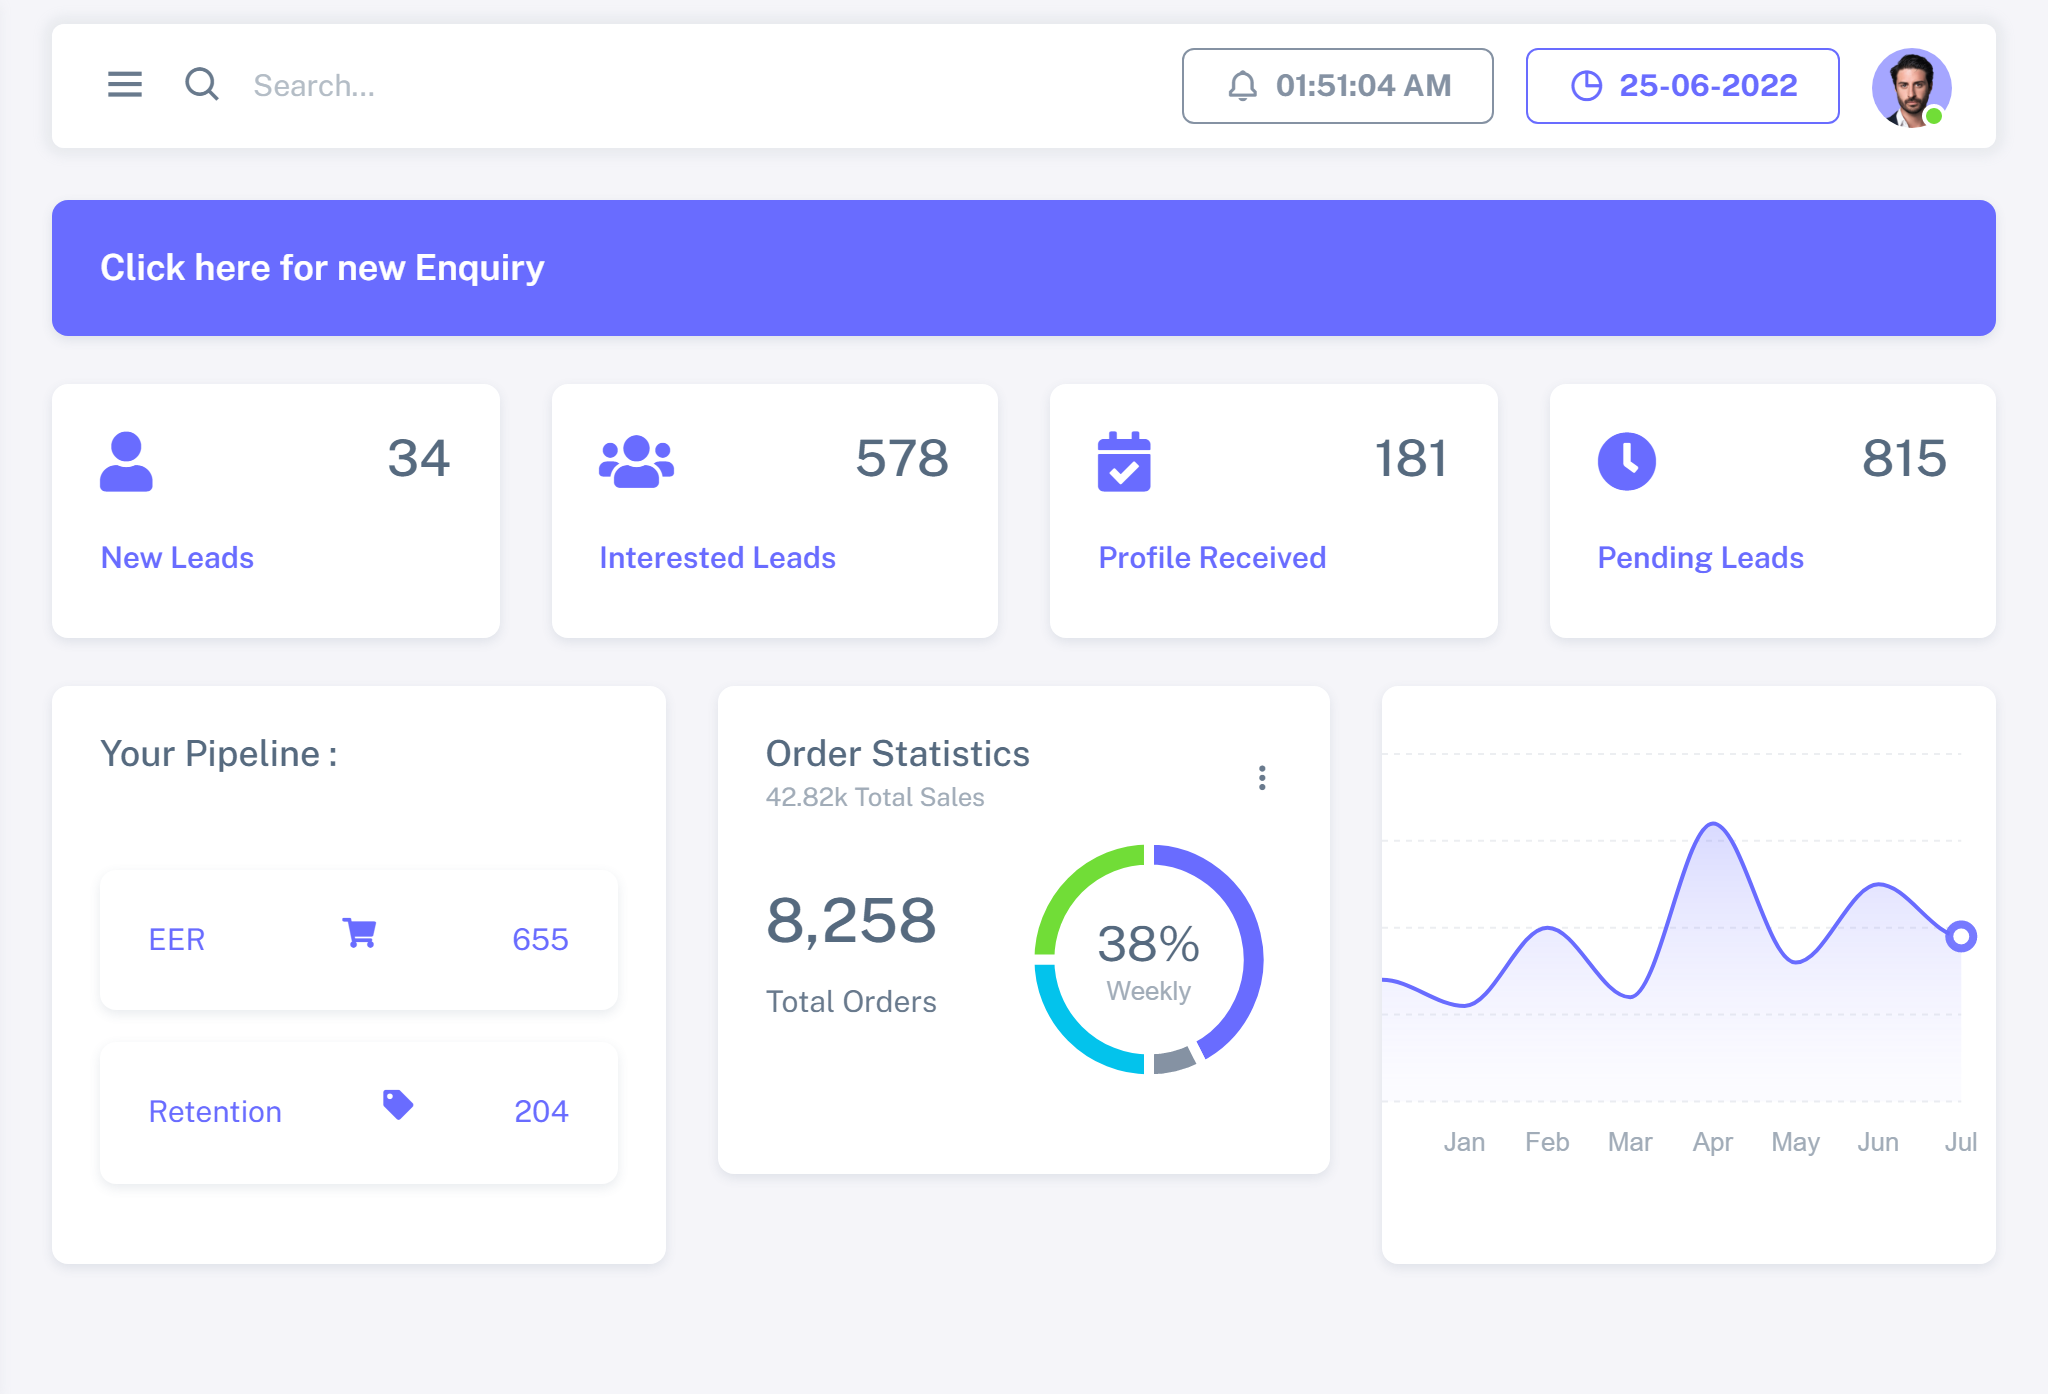 Search...
01:51:04 AM
25-06-2022
Click here for new Enquiry
34
New Leads
578
Interested Leads
181
Profile Received
815
Pending Leads
Your Pipeline :
EER 655
Retention 204
Order Statistics
42.82k Total Sales
8,258
Total Orders
38%
Weekly
Jan Feb Mar Apr May Jun Jul